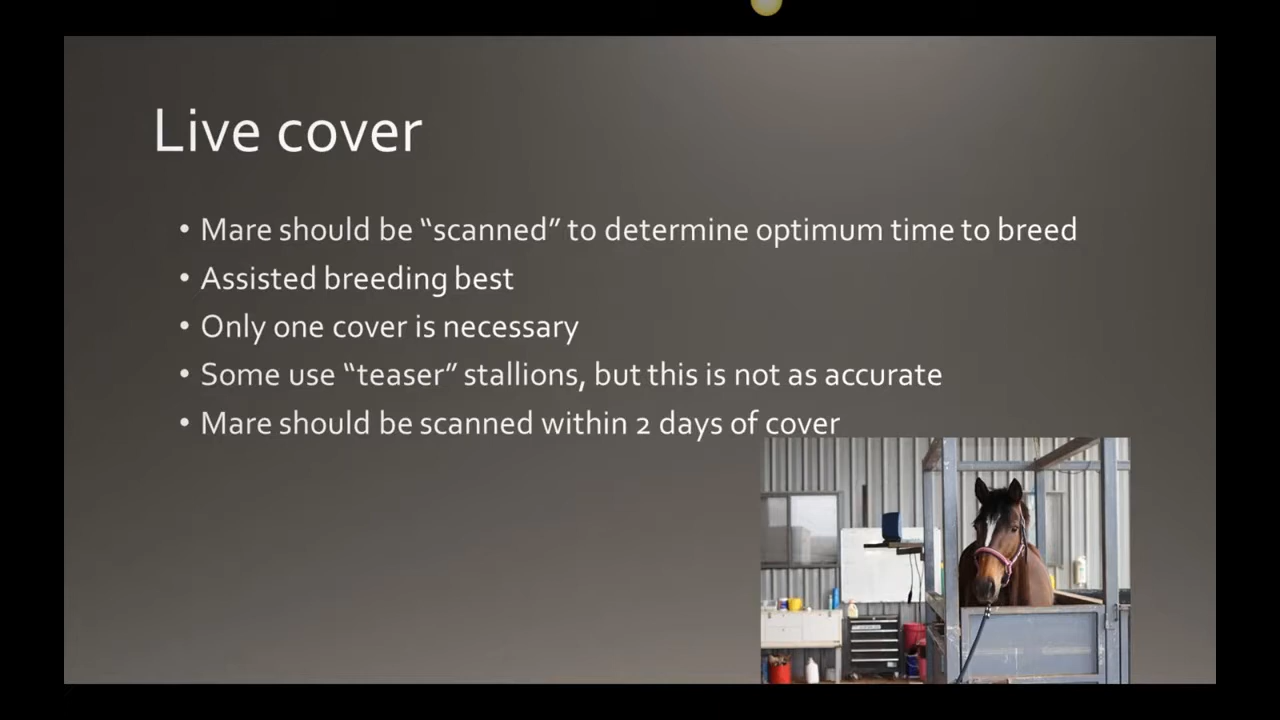 Live cover
• Mare should be “scanned” to determine optimum time to breed
• Assisted breeding best
• Only one cover is necessary
• Some use “teaser” stallions, but this is not as accurate
• Mare should be scanned within 2 days of cover